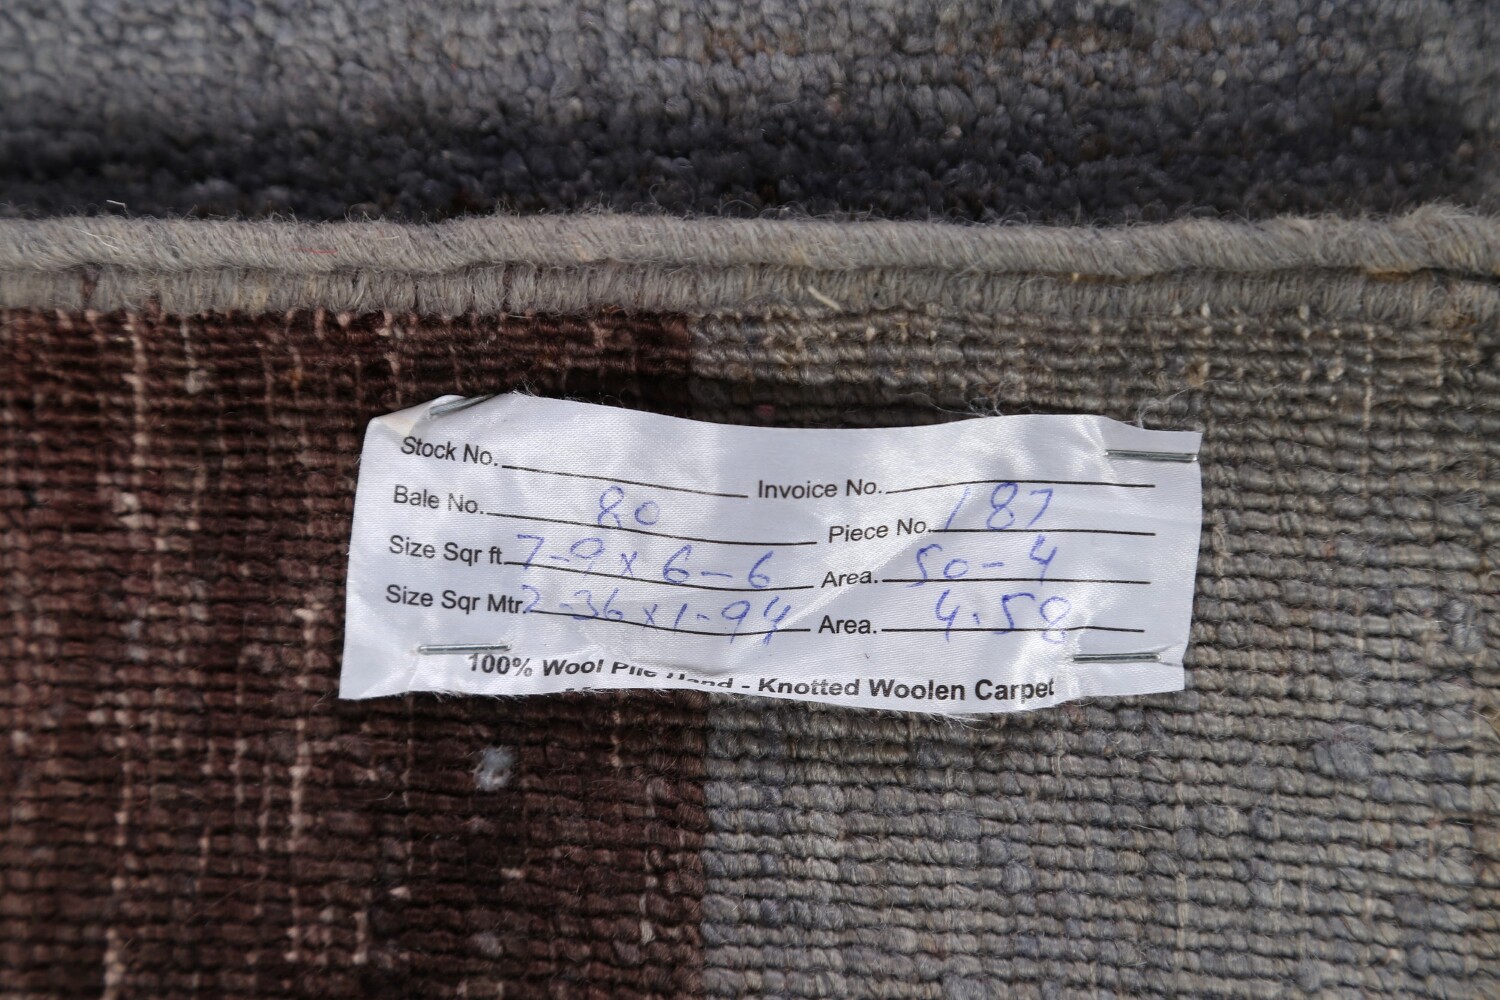 Stock No. Invoice No.
Bale No. 80 Piece No. 187
Size Sqr ft. 7-9 x 6-6 Area. 50-4
Size Sqr Mtr. 2-36 x 1-94 Area. 4.58
100% Wool Pile Hand - Knotted Woolen Carpet